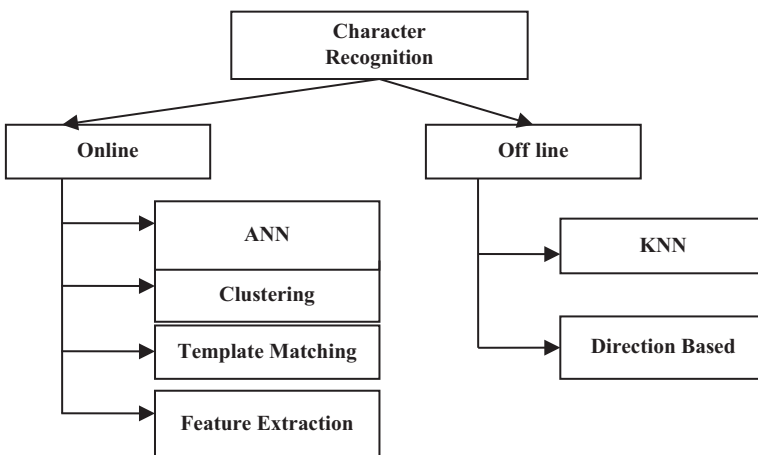 Character
Recognition
Online
Off line
ANN
Clustering
Template Matching
Feature Extraction
KNN
Direction Based